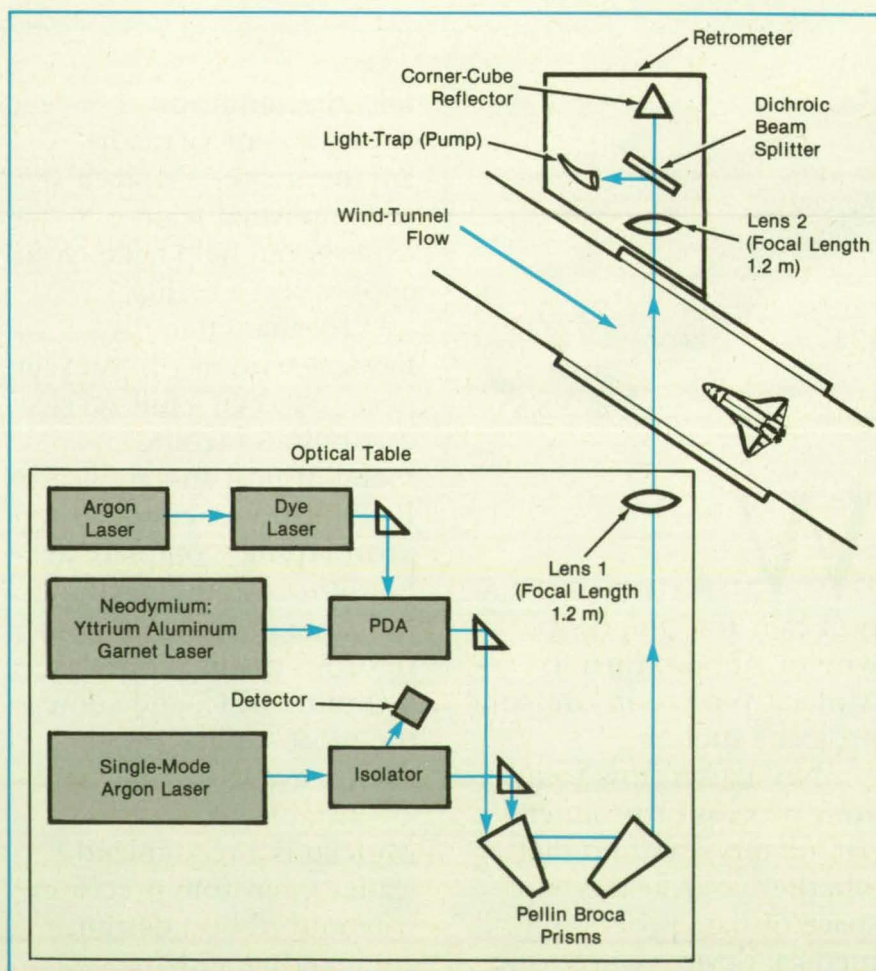 Retrometer
Corner-Cube
Reflector
Dichroic
Beam
Splitter
Light-Trap (Pump)
Wind-Tunnel
Flow
Lens 2
(Focal Length
1.2 m)
Optical Table
Argon
Laser
Dye
Laser
Lens 1
(Focal Length
1.2 m)
Neodymium:
Yttrium Aluminum
Garnet Laser
PDA
Detector
Single-Mode
Argon Laser
Isolator
Pellin Broca
Prisms